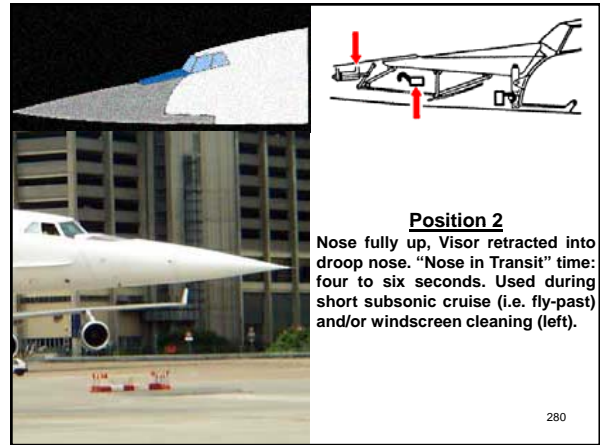 Position 2
Nose fully up, Visor retracted into
droop nose. “Nose in Transit” time:
four to six seconds. Used during
short subsonic cruise (i.e. fly-past)
and/or windscreen cleaning (left).
280